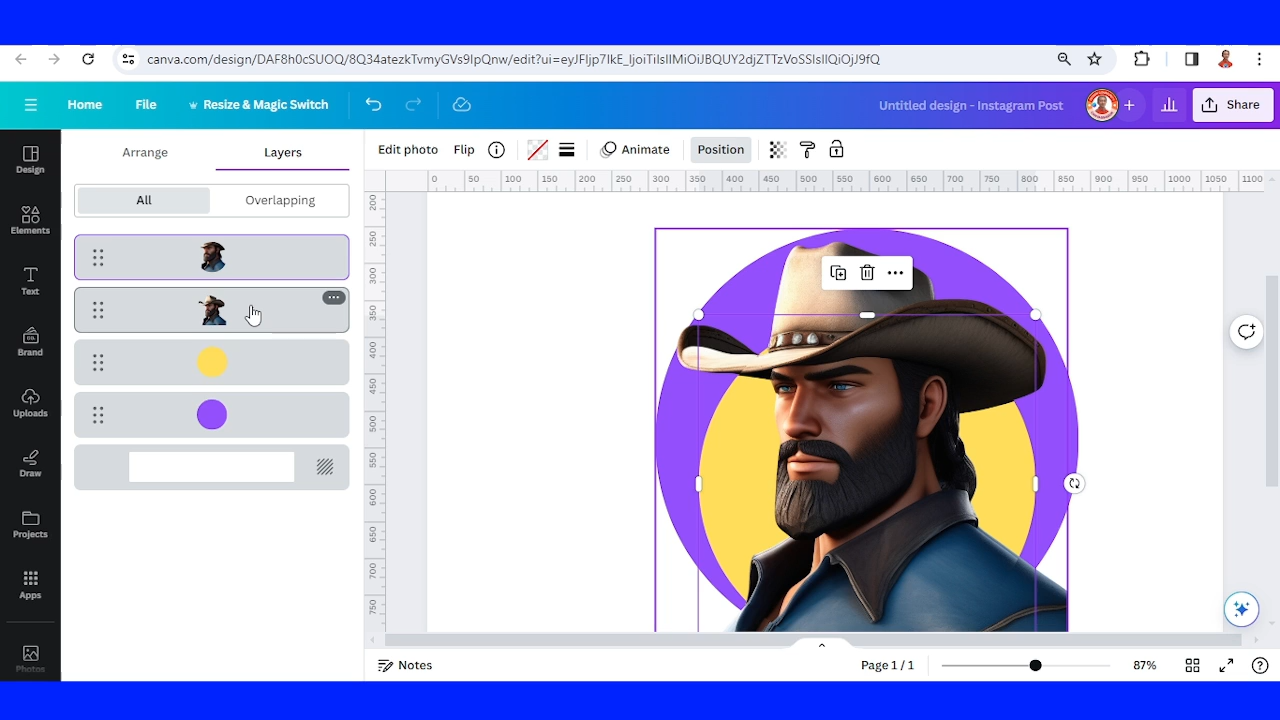 canva.com/design/DAF8h0cSUOQ/8Q34atezkTvmyGVs9IpQnw/edit?ui=eyJFIjp7IkE_IjoiTiIsIlMiOiJBQUY2djZTTzVoSSIsIlQiOjJ9fQ
Home
File
Resize & Magic Switch
Untitled design - Instagram Post
Share
Design
Elements
Text
Brand
Uploads
Draw
Projects
Apps
Photos
Arrange
Layers
All
Overlapping
Edit photo
Flip
Animate
Position
0 50 100 150 200 250 300 350 400 450 500 550 600 650 700 750 800 850 900 950 1000 1050 1100
200
250
300
350
400
450
500
550
600
650
700
750
Notes
Page 1 / 1
87%